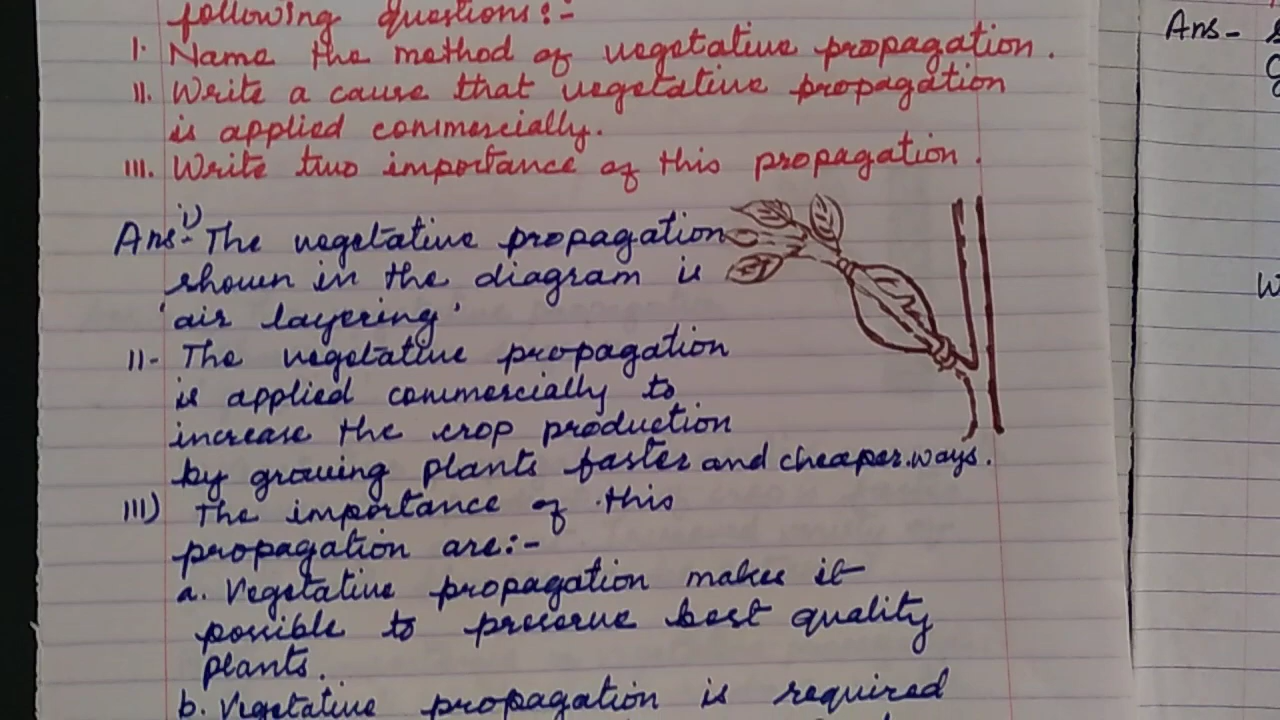 following questions:-
I. Name the method of vegetative propagation.
II. Write a cause that vegetative propagation
is applied commercially.
III. Write two importance of this propagation.
Ans:- i) The vegetative propagation
shown in the diagram is
'air layering'
II- The vegetative propagation
is applied commercially to
increase the crop production
by growing plants faster and cheaper ways.
III) The importance of this
propagation are:-
a. Vegetative propagation makes it
possible to preserve best quality
plants.
b. Vegetative propagation is required
Ans-